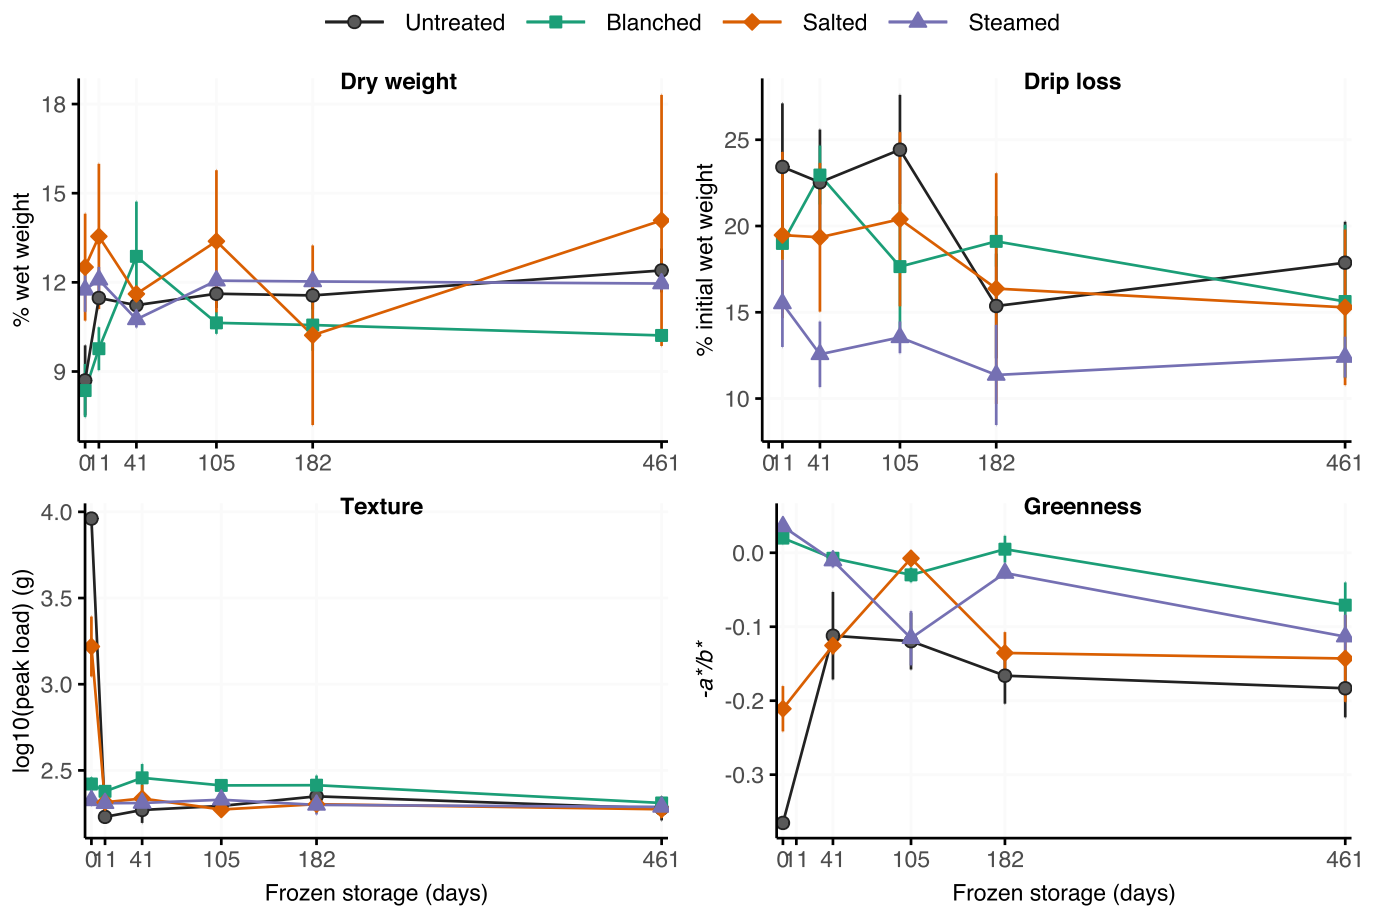 Untreated Blanched Salted Steamed
Dry weight
% wet weight
18
15
12
9
0 11 41 105 182 461
Drip loss
% initial wet weight
25
20
15
10
0 11 41 105 182 461
Texture
log10(peak load) (g)
4.0
3.5
3.0
2.5
0 11 41 105 182 461
Frozen storage (days)
Greenness
-a*/b*
0.0
-0.1
-0.2
-0.3
0 11 41 105 182 461
Frozen storage (days)